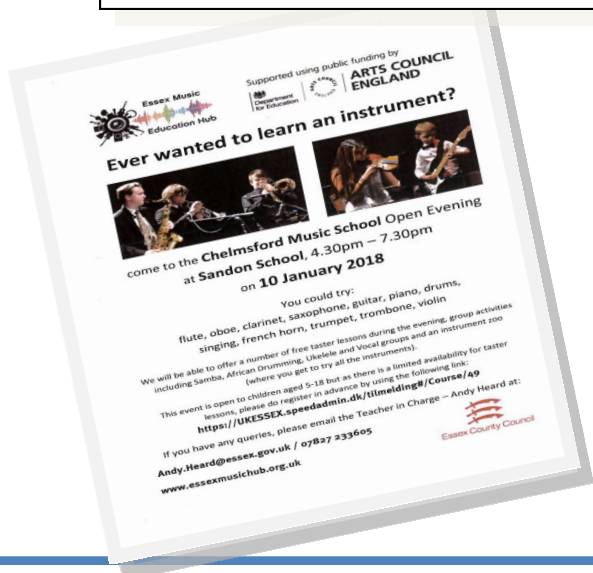 Essex Music
Education Hub
Supported using public funding by
Department
for Education
ARTS COUNCIL
ENGLAND
ARTS COUNCIL
ENGLAND
Ever wanted to learn an instrument?
come to the Chelmsford Music School Open Evening
at Sandon School, 4.30pm – 7.30pm
on 10 January 2018
You could try:
flute, oboe, clarinet, saxophone, guitar, piano, drums,
singing, french horn, trumpet, trombone, violin
We will be able to offer a number of free taster lessons during the evening, group activities
including Samba, African Drumming, Ukelele and Vocal groups and an instrument zoo
(where you get to try all the instruments).
This event is open to children aged 5-18 but as there is a limited availability for taster
lessons, please do register in advance by using the following link:
https://UKESSEX.speedadmin.dk/tilmelding#/Course/49
If you have any queries, please email the Teacher in Charge – Andy Heard at:
Andy.Heard@essex.gov.uk / 07827 233605
www.essexmusichub.org.uk
Essex County Council